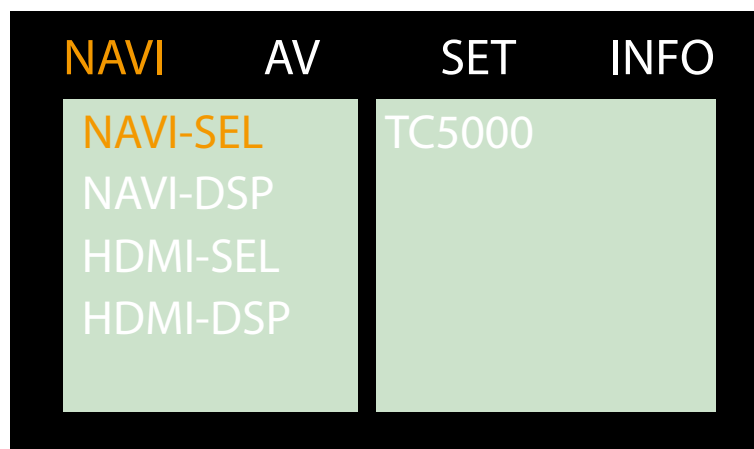 NAVI AV SET INFO
NAVI-SEL TC5000
NAVI-DSP
HDMI-SEL
HDMI-DSP